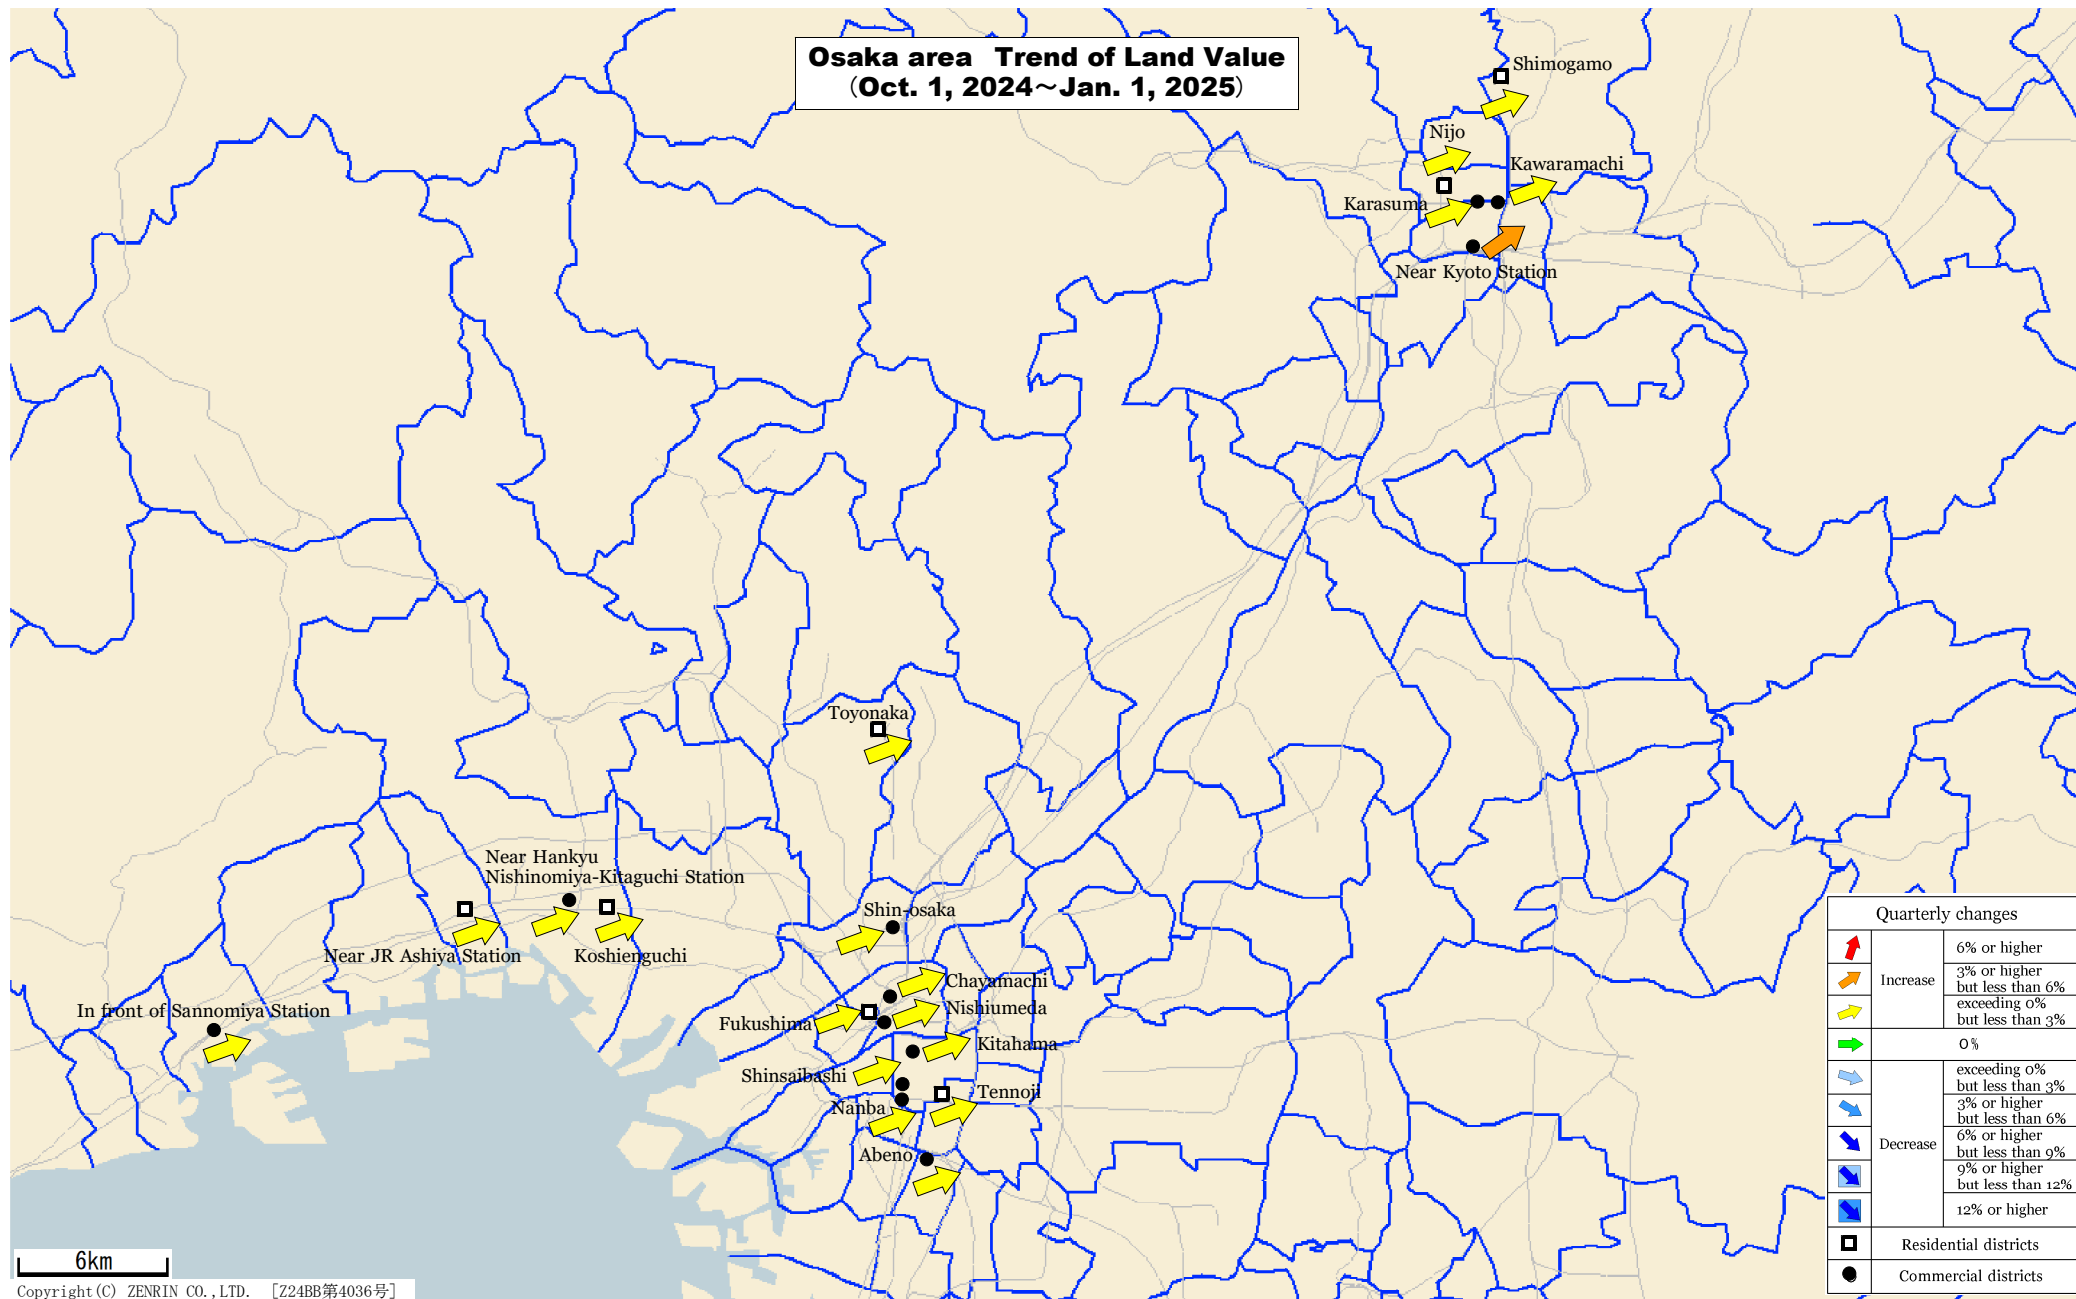 Osaka area Trend of Land Value
（Oct. 1, 2024～Jan. 1, 2025）
Shimogamo
Nijo
Kawaramachi
Karasuma
Near Kyoto Station
Toyonaka
Near Hankyu
Nishinomiya-Kitaguchi Station
Near JR Ashiya Station
Koshienguchi
In front of Sannomiya Station
Shin-osaka
Chayamachi
Nishiumeda
Fukushima
Kitahama
Shinsaibashi
Tennoji
Nanba
Abeno
Quarterly changes
Increase
6% or higher
3% or higher
but less than 6%
exceeding 0%
but less than 3%
0%
Decrease
exceeding 0%
but less than 3%
3% or higher
but less than 6%
6% or higher
but less than 9%
9% or higher
but less than 12%
12% or higher
Residential districts
Commercial districts
6km
Copyright(C) ZENRIN CO.,LTD. [Z24BB第4036号]